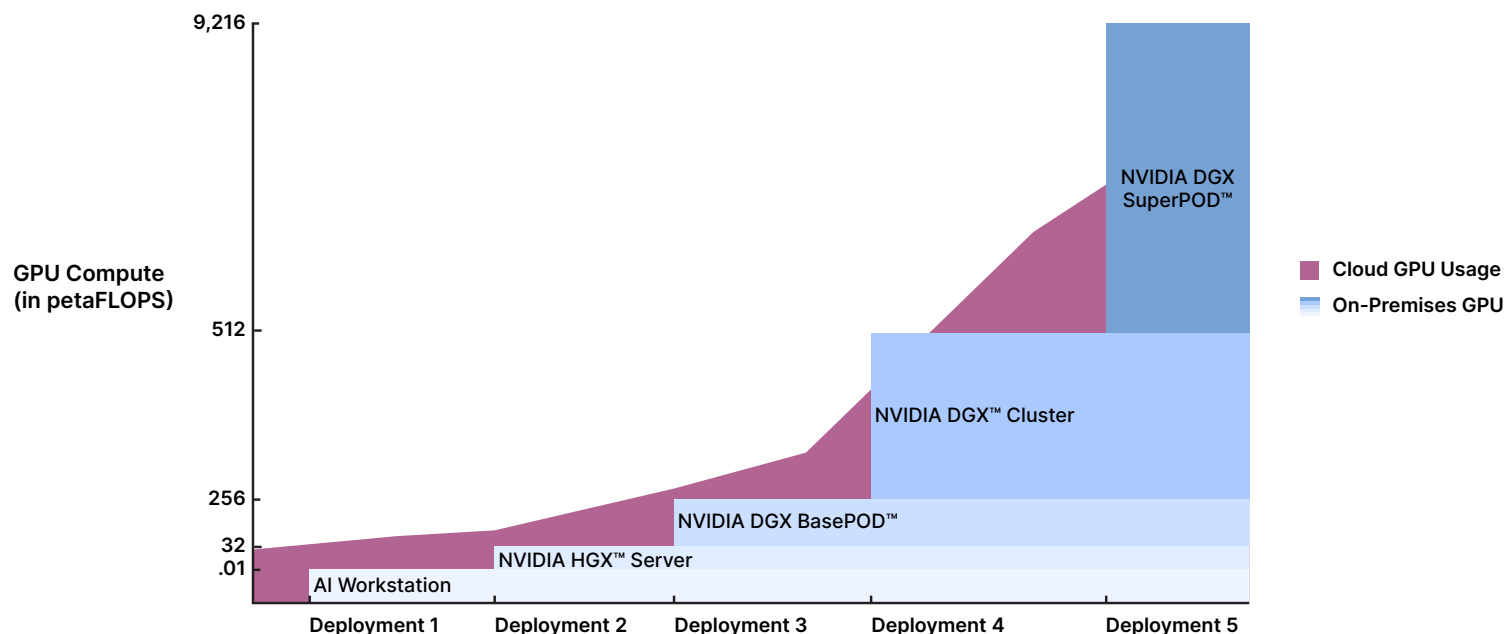 9,216
NVIDIA DGX
SuperPOD™
GPU Compute
(in petaFLOPS)
Cloud GPU Usage
On-Premises GPU
512
NVIDIA DGX™ Cluster
256
NVIDIA DGX BasePOD™
32
NVIDIA HGX™ Server
.01
AI Workstation
Deployment 1
Deployment 2
Deployment 3
Deployment 4
Deployment 5